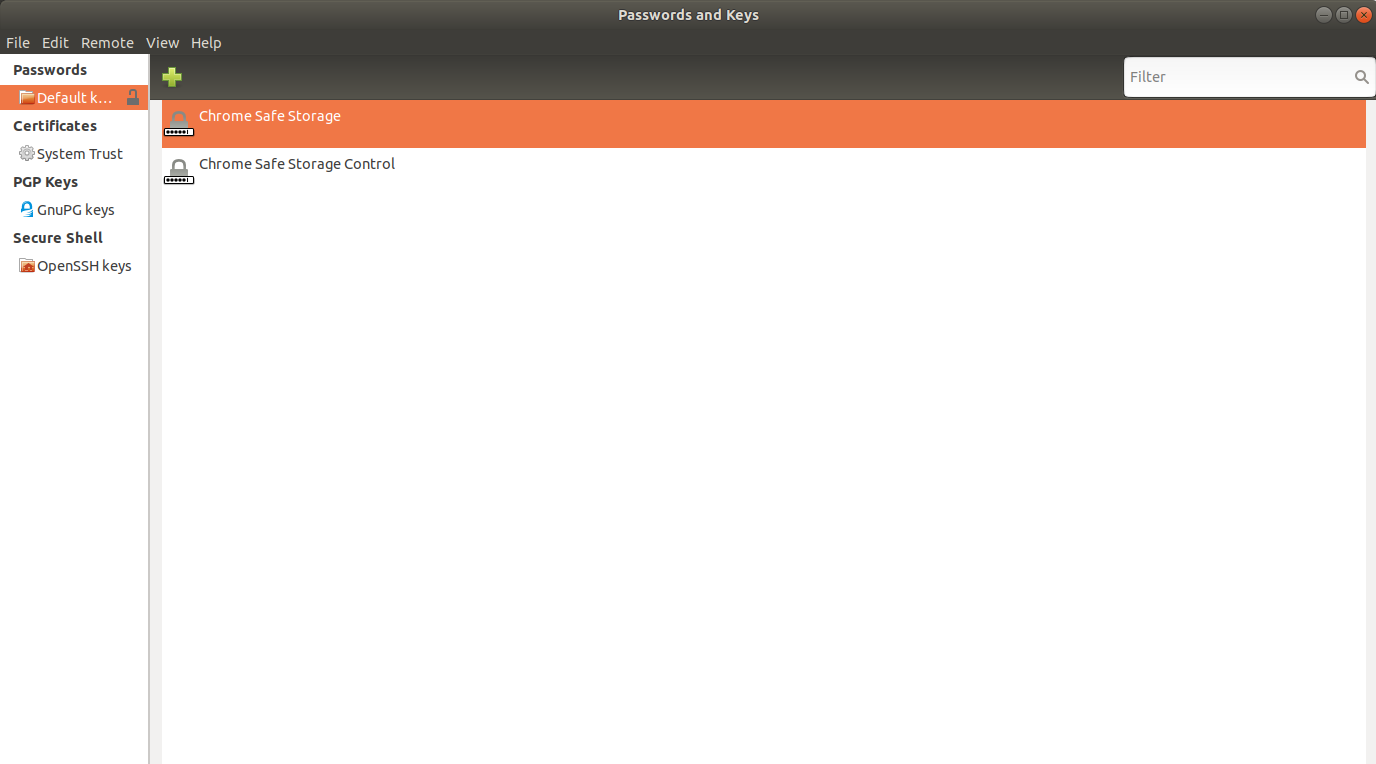 Passwords and Keys
File Edit Remote View Help
Passwords
Default k...
Certificates
System Trust
PGP Keys
GnuPG keys
Secure Shell
OpenSSH keys
Filter
Chrome Safe Storage
Chrome Safe Storage Control